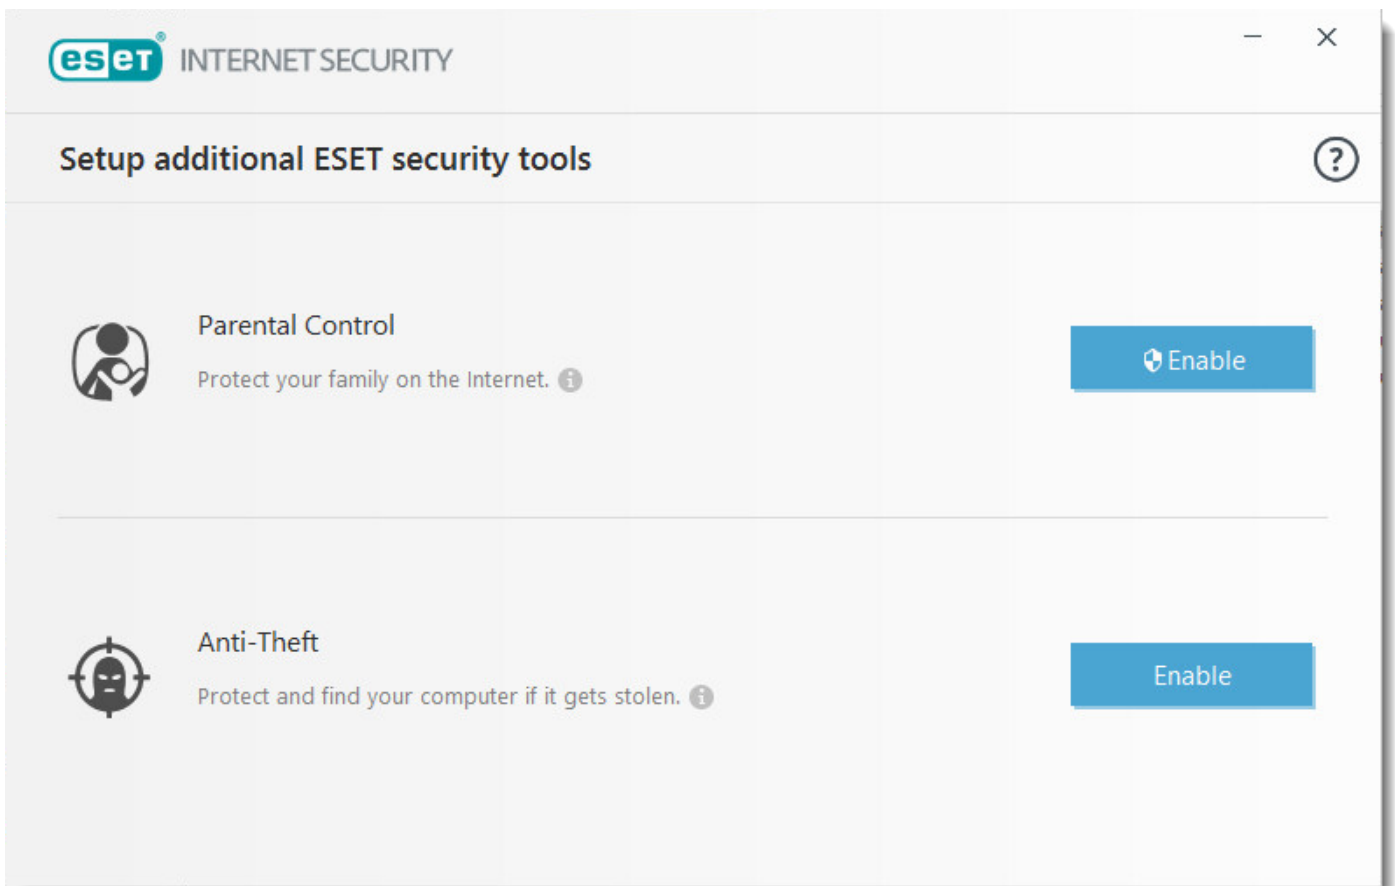 eset® INTERNET SECURITY
Setup additional ESET security tools
?
Parental Control
Protect your family on the Internet. i
Enable
Anti-Theft
Protect and find your computer if it gets stolen. i
Enable